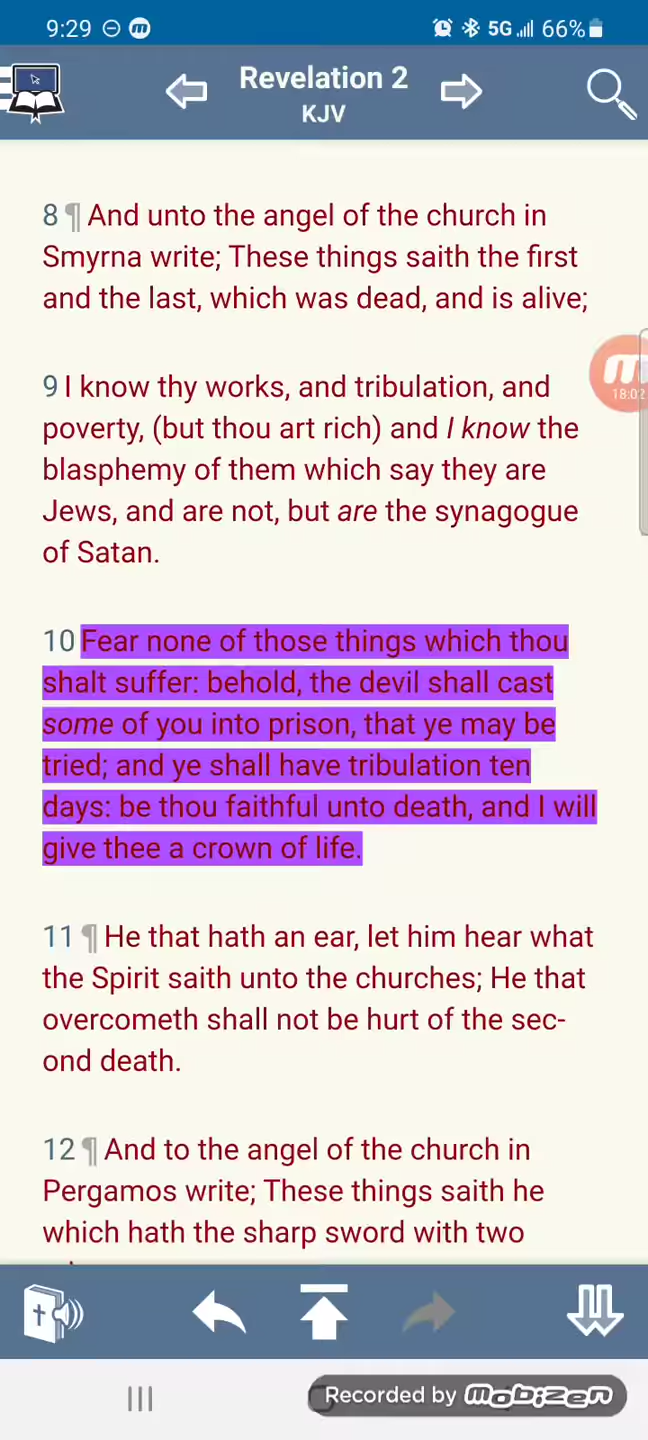 9:29 5G 66%
Revelation 2
KJV
8 ¶ And unto the angel of the church in
Smyrna write; These things saith the first
and the last, which was dead, and is alive;
18:02
9 I know thy works, and tribulation, and
poverty, (but thou art rich) and I know the
blasphemy of them which say they are
Jews, and are not, but are the synagogue
of Satan.
10 Fear none of those things which thou
shalt suffer: behold, the devil shall cast
some of you into prison, that ye may be
tried; and ye shall have tribulation ten
days: be thou faithful unto death, and I will
give thee a crown of life.
11 ¶ He that hath an ear, let him hear what
the Spirit saith unto the churches; He that
overcometh shall not be hurt of the sec-
ond death.
12 ¶ And to the angel of the church in
Pergamos write; These things saith he
which hath the sharp sword with two
Recorded by mobizen